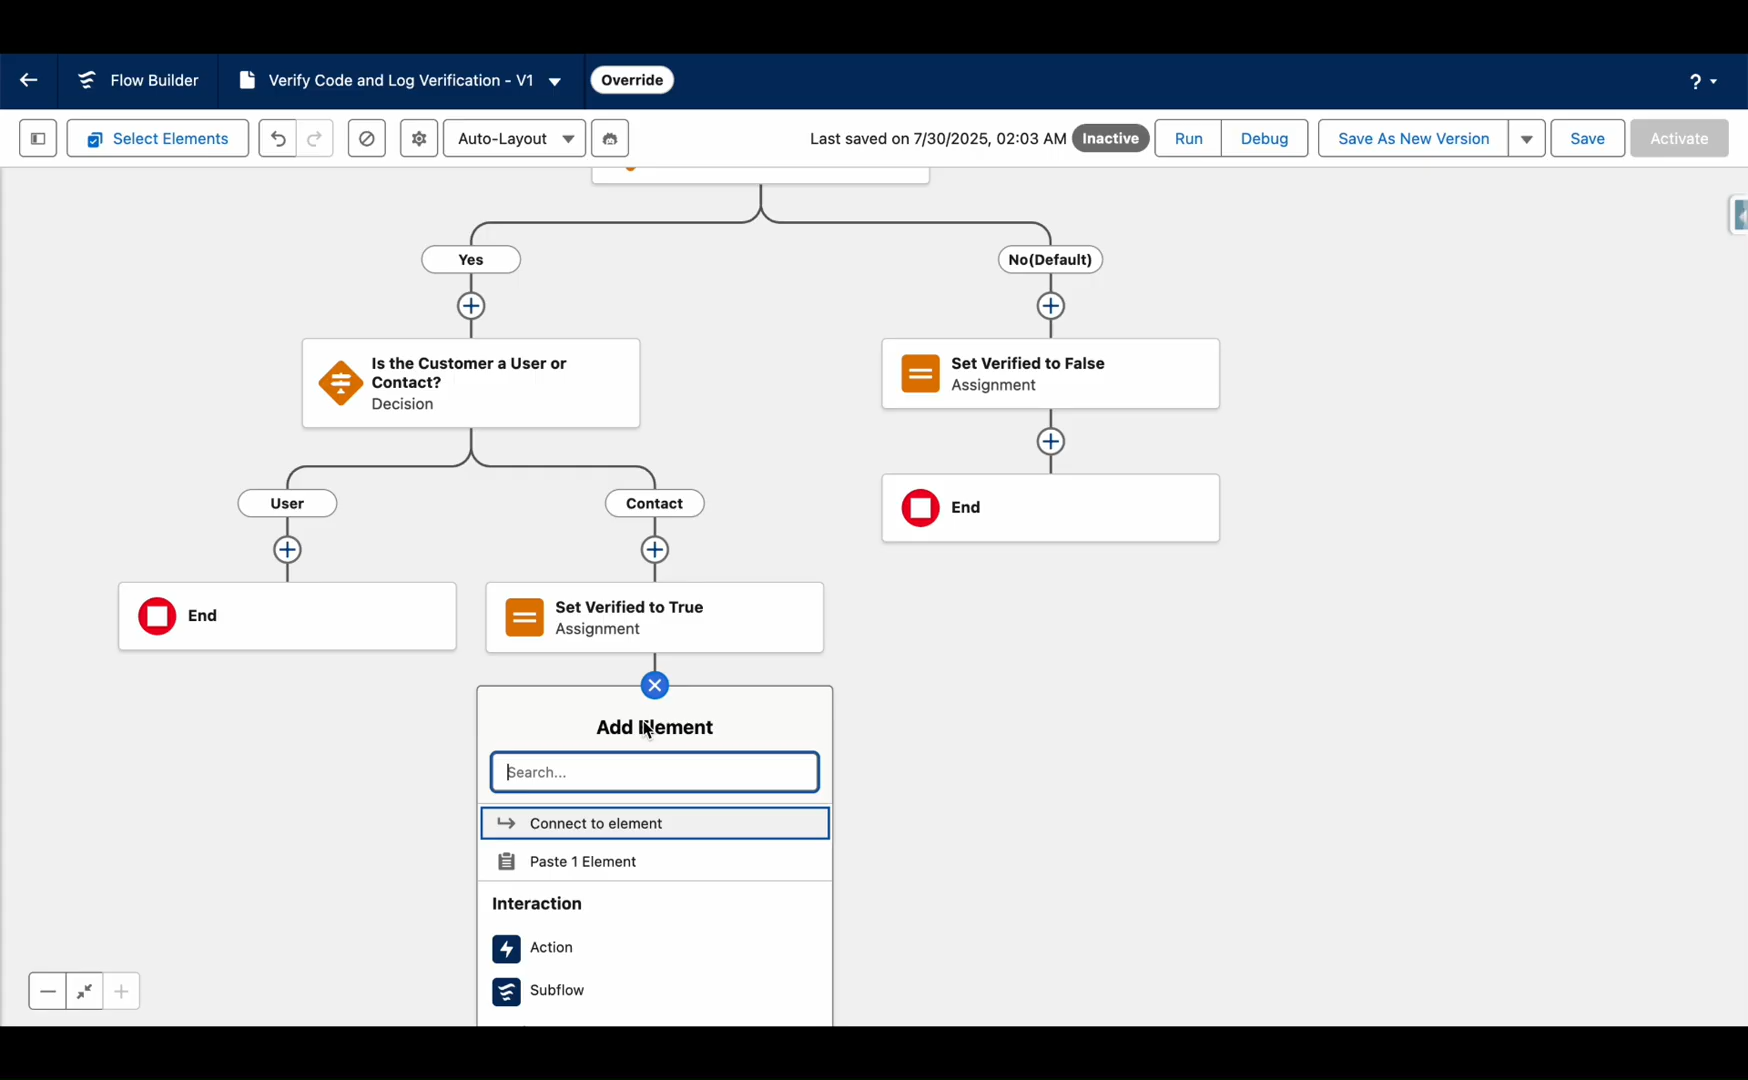 Flow Builder
Verify Code and Log Verification - V1
Override
?
Select Elements
Auto-Layout
Last saved on 7/30/2025, 02:03 AM
Inactive
Run
Debug
Save As New Version
Save
Activate
Yes
No(Default)
Is the Customer a User or
Contact?
Decision
Set Verified to False
Assignment
User
Contact
End
End
Set Verified to True
Assignment
Add Element
Search...
Connect to element
Paste 1 Element
Interaction
Action
Subflow